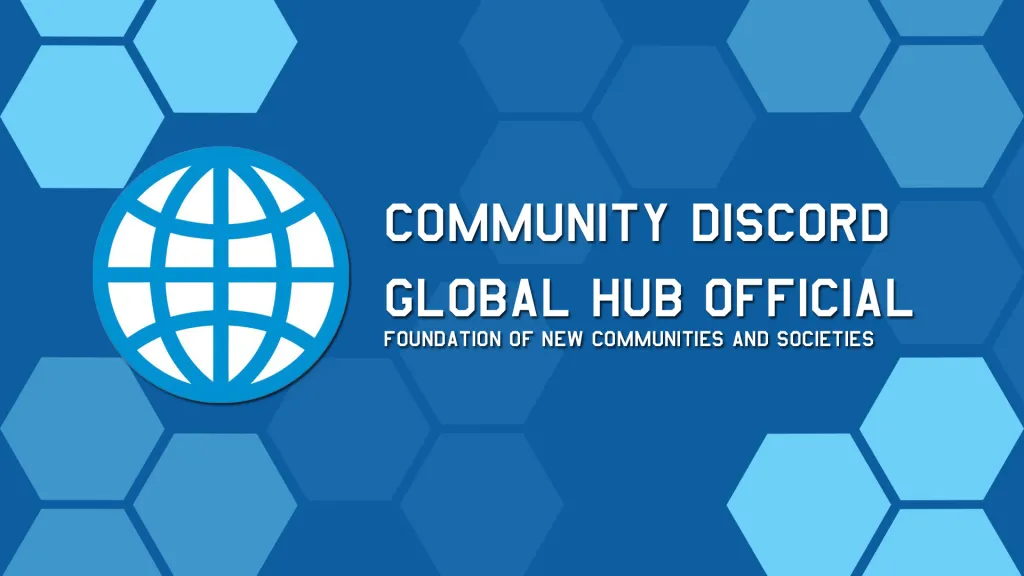 COMMUNITY DISCORD
GLOBAL HUB OFFICIAL
FOUNDATION OF NEW COMMUNITIES AND SOCIETIES